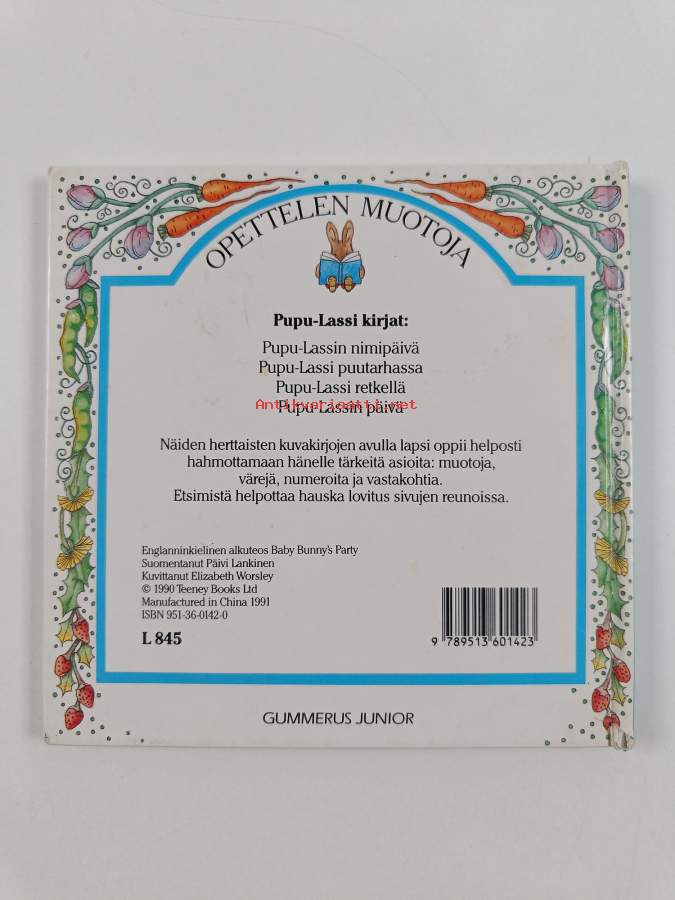 OPETTELEN MUOTOJA
Pupu-Lassi kirjat:
Pupu-Lassin nimipäivä
Pupu-Lassi puutarhassa
Pupu-Lassi retkellä
Antikvariaatti.net
Pupu-Lassin päivä
Näiden herttaisten kuvakirjojen avulla lapsi oppii helposti
hahmottamaan hänelle tärkeitä asioita: muotoja,
värejä, numeroita ja vastakohtia.
Etsimistä helpottaa hauska lovitus sivujen reunoissa.
Englanninkielinen alkuteos Baby Bunny's Party
Suomentanut Päivi Lankinen
Kuvittanut Elizabeth Worsley
© 1990 Teeney Books Ltd
Manufactured in China 1991
ISBN 951-36-0142-0
L 845
9 789513 601423
GUMMERUS JUNIOR